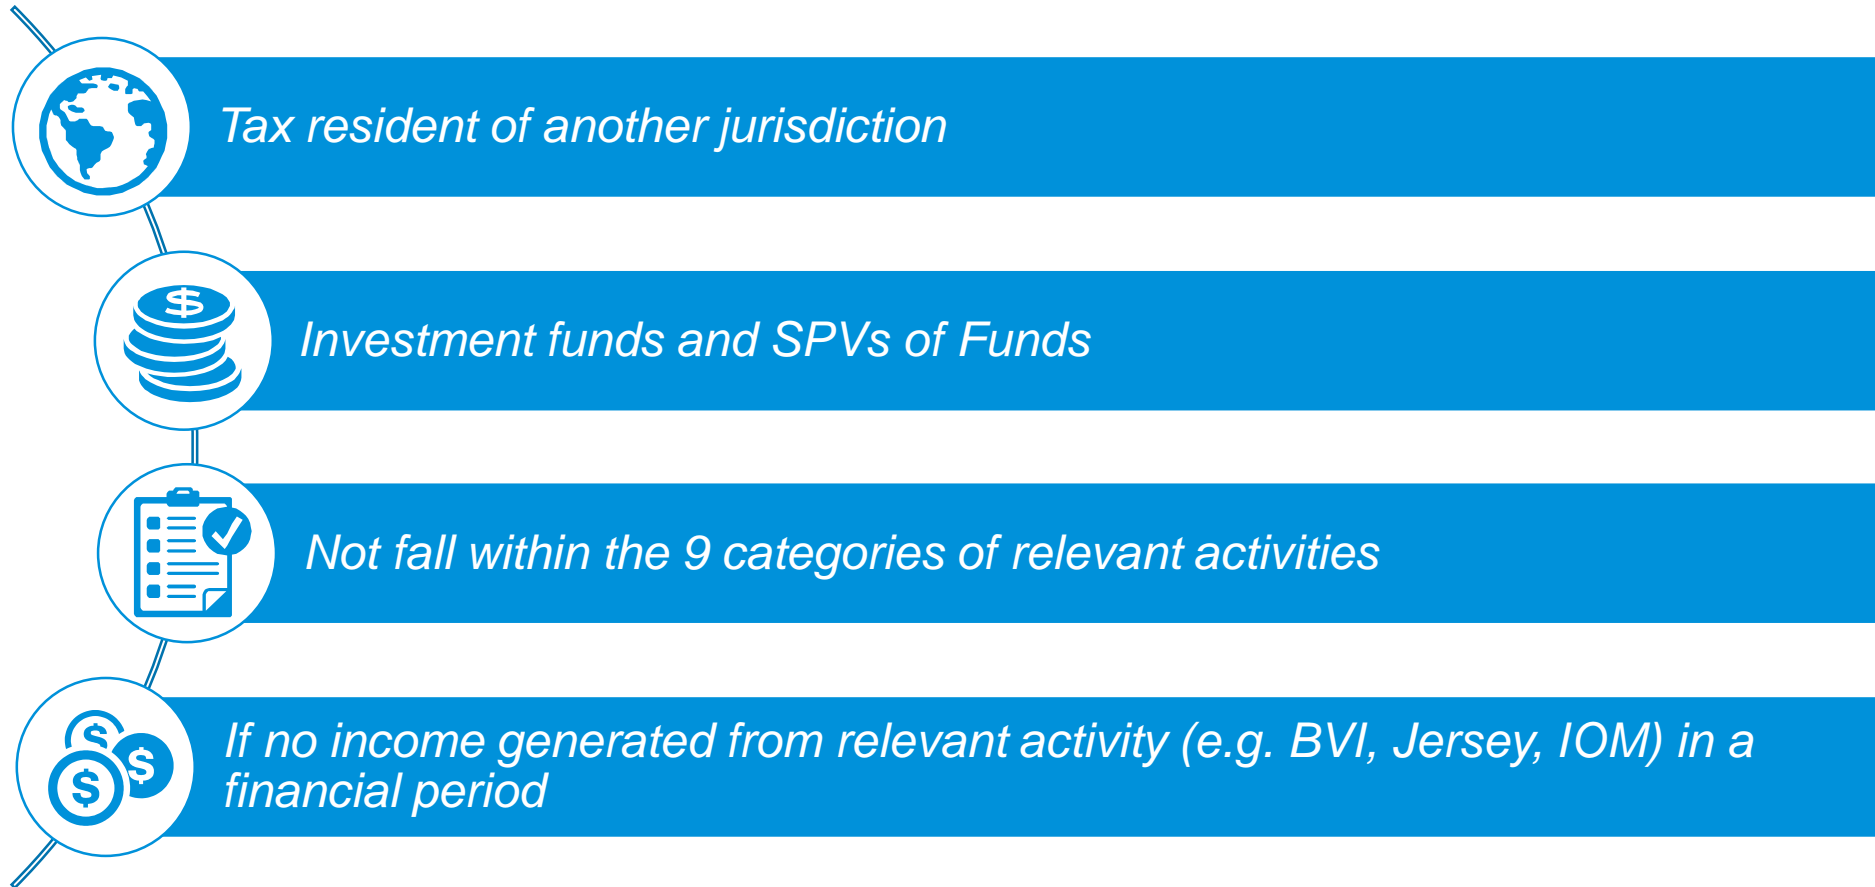 Tax resident of another jurisdiction
$
Investment funds and SPVs of Funds
Not fall within the 9 categories of relevant activities
$
$
$
If no income generated from relevant activity (e.g. BVI, Jersey, IOM) in a
financial period